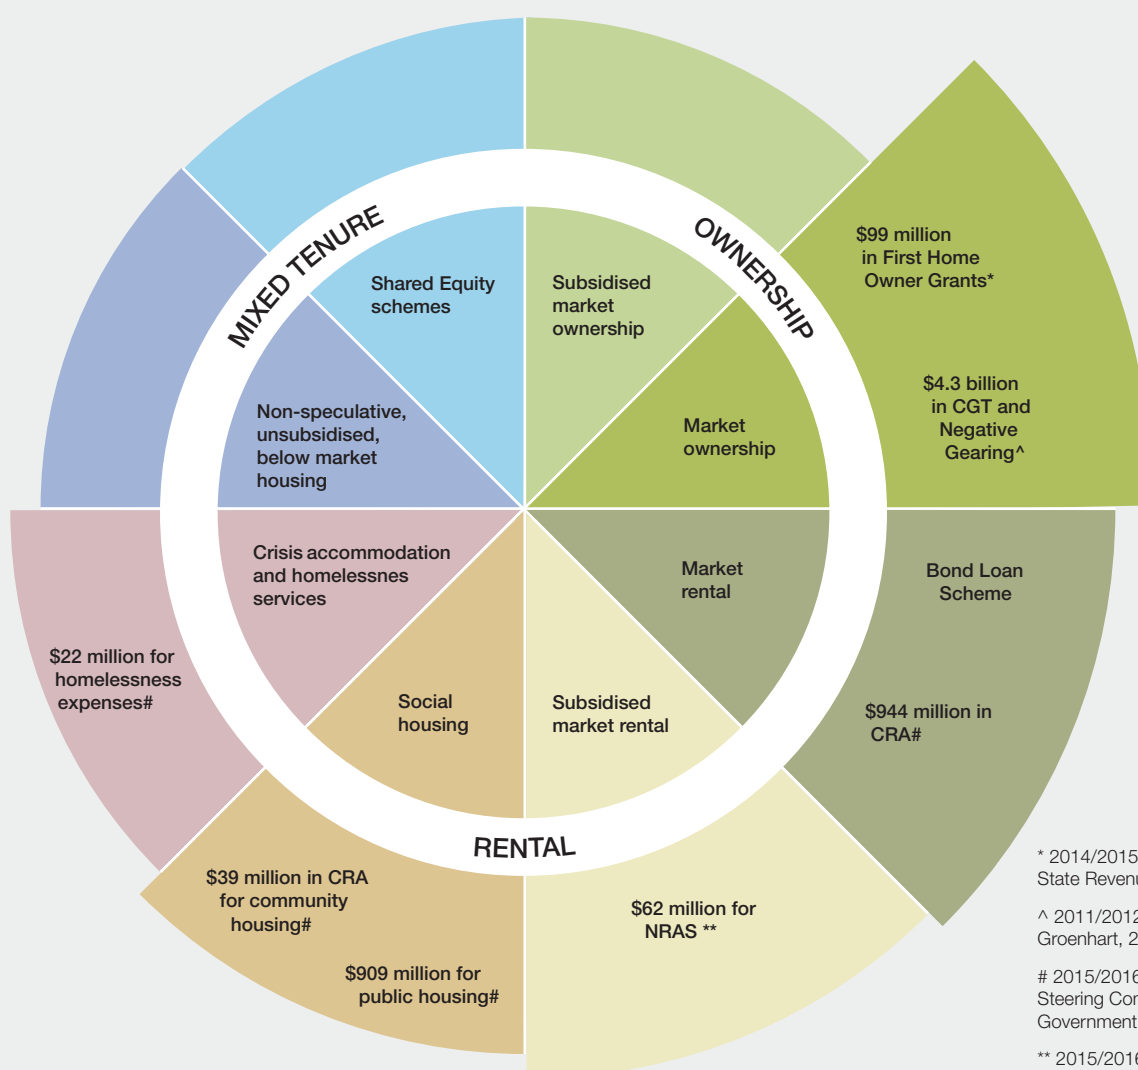 MIXED TENURE
OWNERSHIP
Shared Equity
schemes
Subsidised
market
ownership
$99 million
in First Home
Owner Grants*
$4.3 billion
in CGT and
Negative
Gearing^
Non-speculative,
unsubsidised,
below market
housing
Market
ownership
Crisis accommodation
and homelessnes
services
Market
rental
Bond Loan
Scheme
$22 million for
homelessness
expenses#
Social
housing
Subsidised
market rental
$944 million in
CRA#
RENTAL
$39 million in CRA
for community
housing#
$909 million for
public housing#
$62 million for
NRAS **
* 2014/2015
State
^ 2011/2012
Groenhart,
# 2015/2016
Steering
Government
** 2015/2016